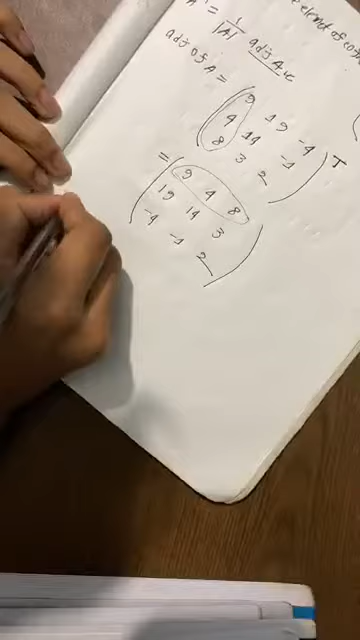 A⁻¹ = 1/|A| adj A
element of
adj of A =
( 9 19 -4
4 14 -1
8 3 2 ) T
= ( 9 4 8
19 14 3
-4 -1 2 )